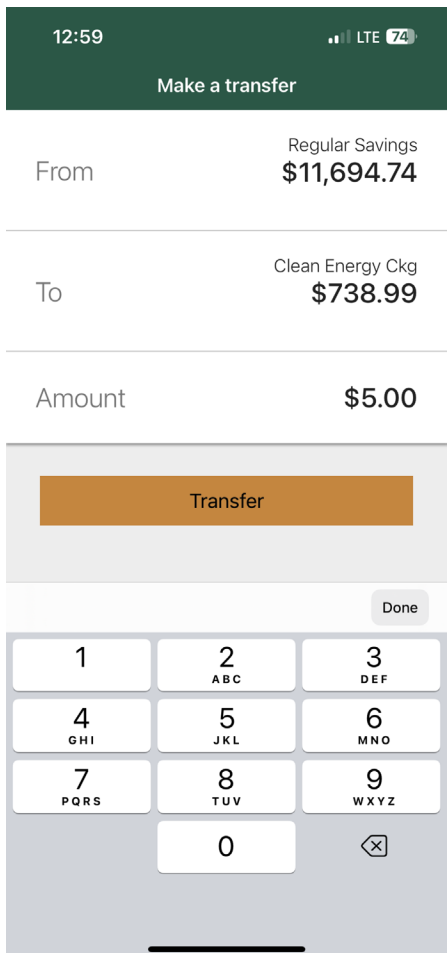 12:59 LTE 74
Make a transfer
Regular Savings
From $11,694.74
Clean Energy Ckg
To $738.99
Amount $5.00
Transfer
Done
1 2 3
ABC DEF
4 5 6
GHI JKL MNO
7 8 9
PQRS TUV WXYZ
0